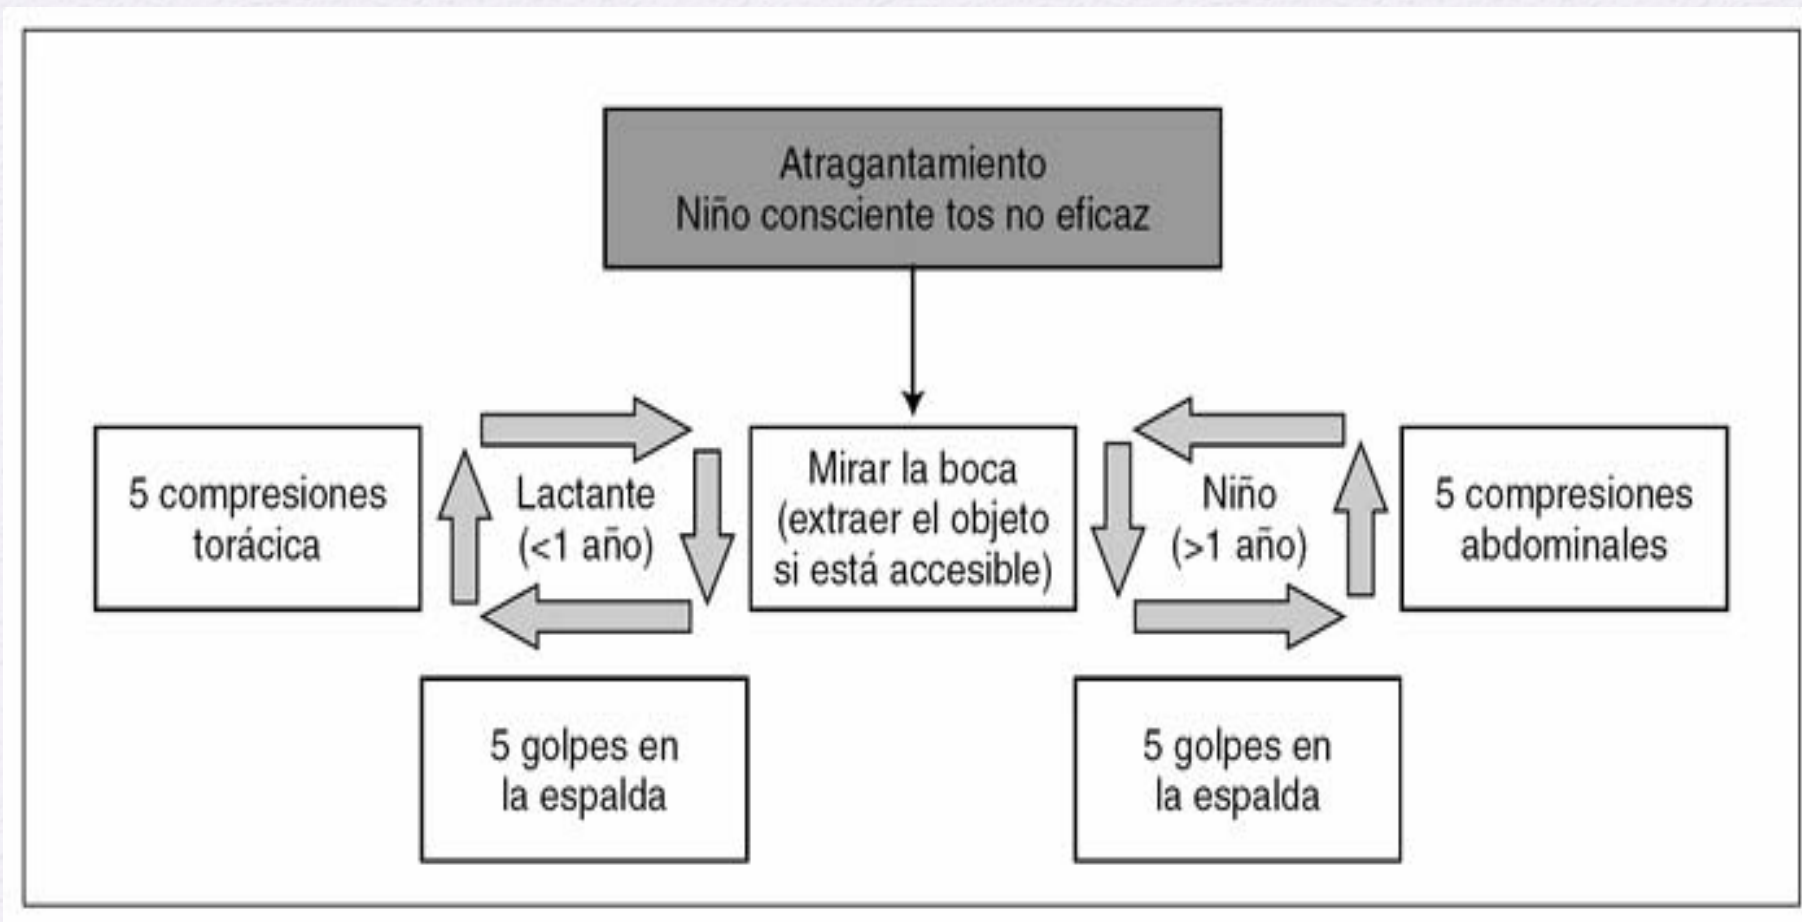 Atragantamiento
Niño consciente tos no eficaz
5 compresiones
torácica
Lactante
(<1 año)
Mirar la boca
(extraer el objeto
si está accesible)
Niño
(>1 año)
5 compresiones
abdominales
5 golpes en
la espalda
5 golpes en
la espalda